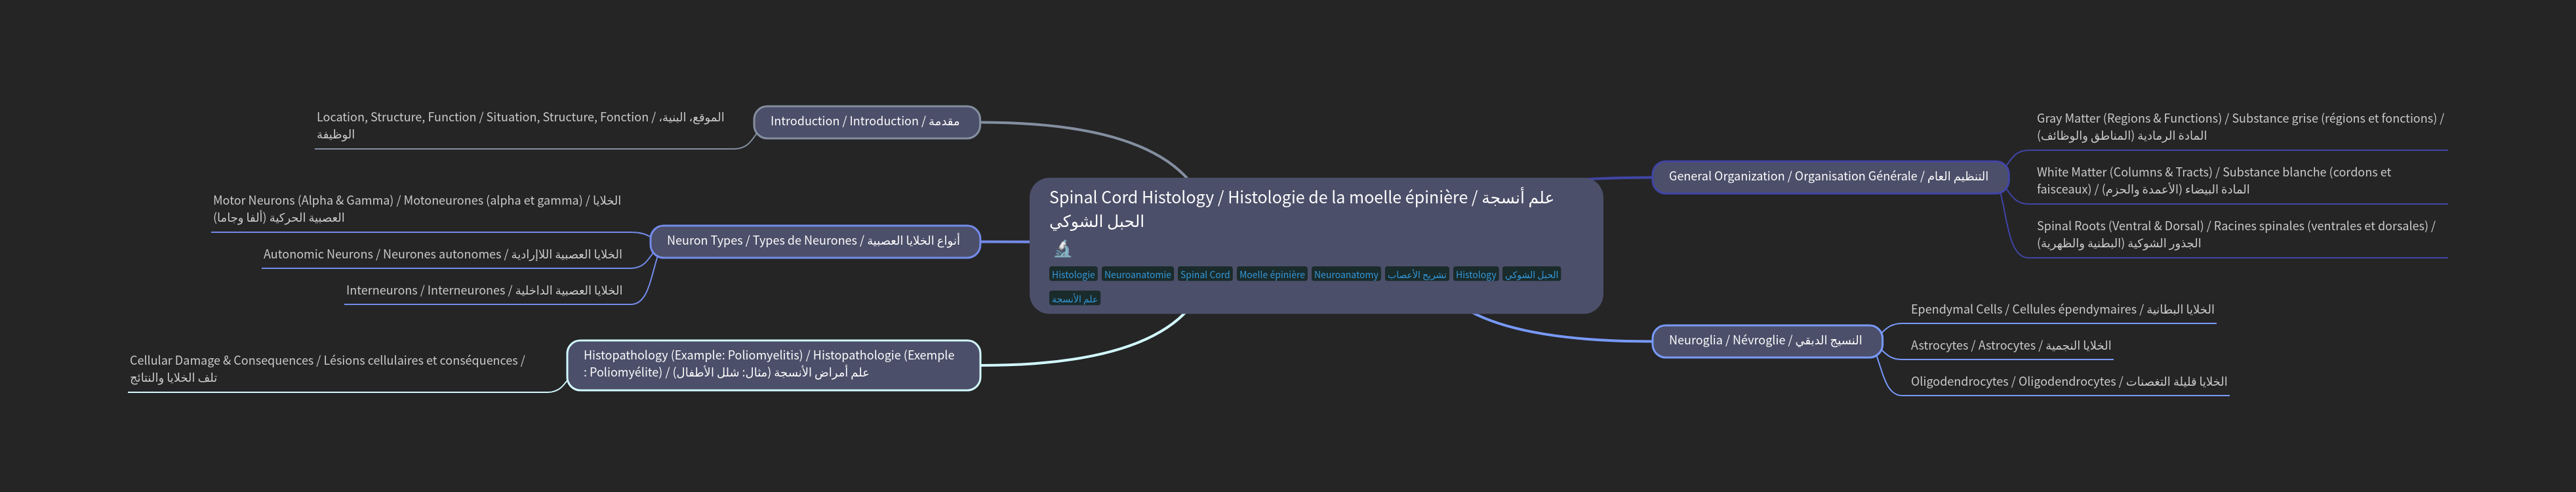 Spinal Cord Histology / Histologie de la moelle épinière / علم أنسجة
الحبل الشوكي
Histologie Neuroanatomie Spinal Cord Moelle épinière Neuroanatomy تشريح الأعصاب Histology الحبل الشوكي
علم الأنسجة
Introduction / Introduction / مقدمة
Location, Structure, Function / Situation, Structure, Fonction / الموقع، البنية،
الوظيفة
Neuron Types / Types de Neurones / أنواع الخلايا العصبية
Motor Neurons (Alpha & Gamma) / Motoneurones (alpha et gamma) / الخلايا
العصبية الحركية (ألفا وجاما)
Autonomic Neurons / Neurones autonomes / الخلايا العصبية اللاإرادية
Interneurons / Interneurones / الخلايا العصبية الداخلية
Histopathology (Example: Poliomyelitis) / Histopathologie (Exemple
: Poliomyélite) / علم أمراض الأنسجة (مثال: شلل الأطفال)
Cellular Damage & Consequences / Lésions cellulaires et conséquences /
تلف الخلايا والنتائج
General Organization / Organisation Générale / التنظيم العام
Gray Matter (Regions & Functions) / Substance grise (régions et fonctions) /
المادة الرمادية (المناطق والوظائف)
White Matter (Columns & Tracts) / Substance blanche (cordons et
faisceaux) / المادة البيضاء (الأعمدة والحزم)
Spinal Roots (Ventral & Dorsal) / Racines spinales (ventrales et dorsales) /
الجذور الشوكية (البطنية والظهرية)
Neuroglia / Névroglie / النسيج الدبقي
Ependymal Cells / Cellules épendymaires / الخلايا البطانية
Astrocytes / Astrocytes / الخلايا النجمية
Oligodendrocytes / Oligodendrocytes / الخلايا قليلة التغصنات